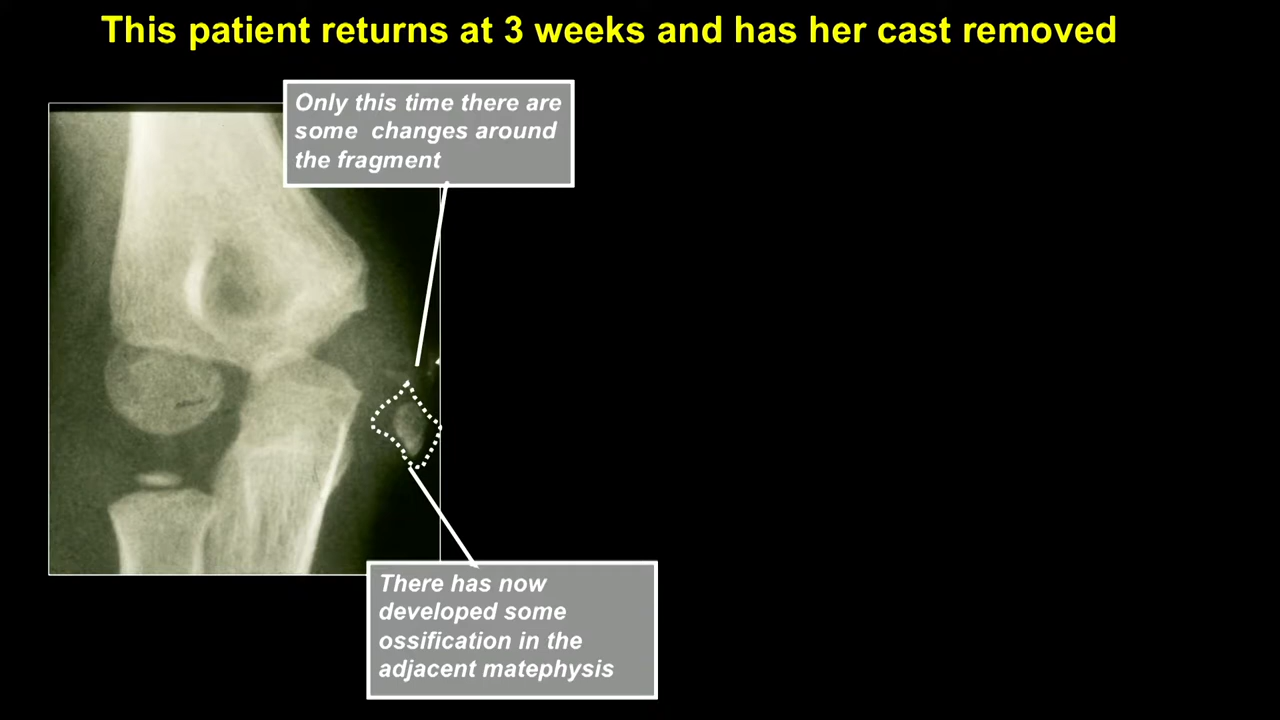 This patient returns at 3 weeks and has her cast removed
Only this time there are
some changes around
the fragment
There has now
developed some
ossification in the
adjacent matephysis